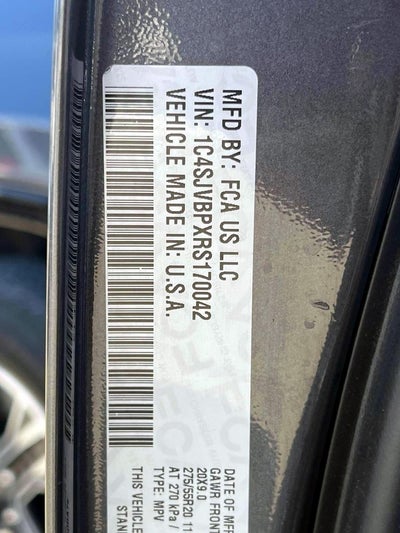 MFD BY: FCA US LLC
VIN: 1C4SJVBPXRS170042
VEHICLE MADE IN: U.S.A.
DATE OF MFR
GAWR FRONT
20X9.0
275/55R20 11
AT 270 kPa /
TYPE: MPV
THIS VEHICLE
STAN